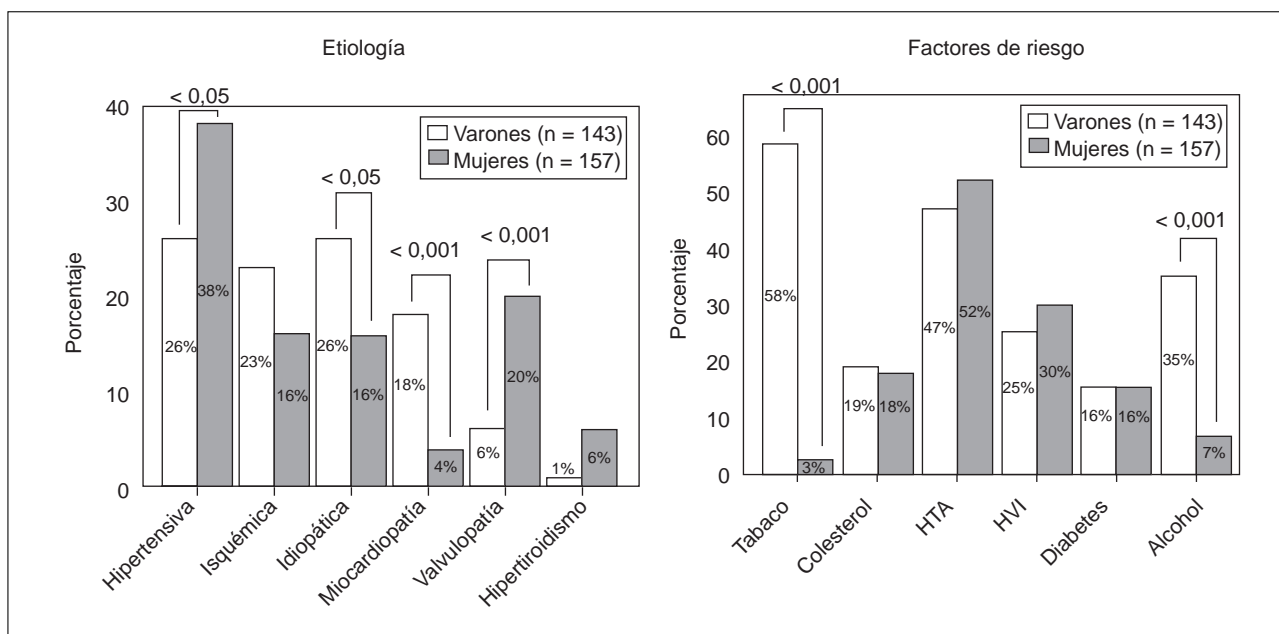 Etiología
Porcentaje
40
30
20
10
0
< 0,05
< 0,05
< 0,001
< 0,001
Varones (n = 143)
Mujeres (n = 157)
26%
38%
23%
16%
26%
16%
18%
4%
6%
20%
1%
6%
Hipertensiva
Isquémica
Idiopática
Miocardiopatía
Valvulopatía
Hipertiroidismo
Factores de riesgo
Porcentaje
60
50
40
30
20
10
0
< 0,001
< 0,001
Varones (n = 143)
Mujeres (n = 157)
58%
3%
19%
18%
47%
52%
25%
30%
16%
16%
35%
7%
Tabaco
Colesterol
HTA
HVI
Diabetes
Alcohol